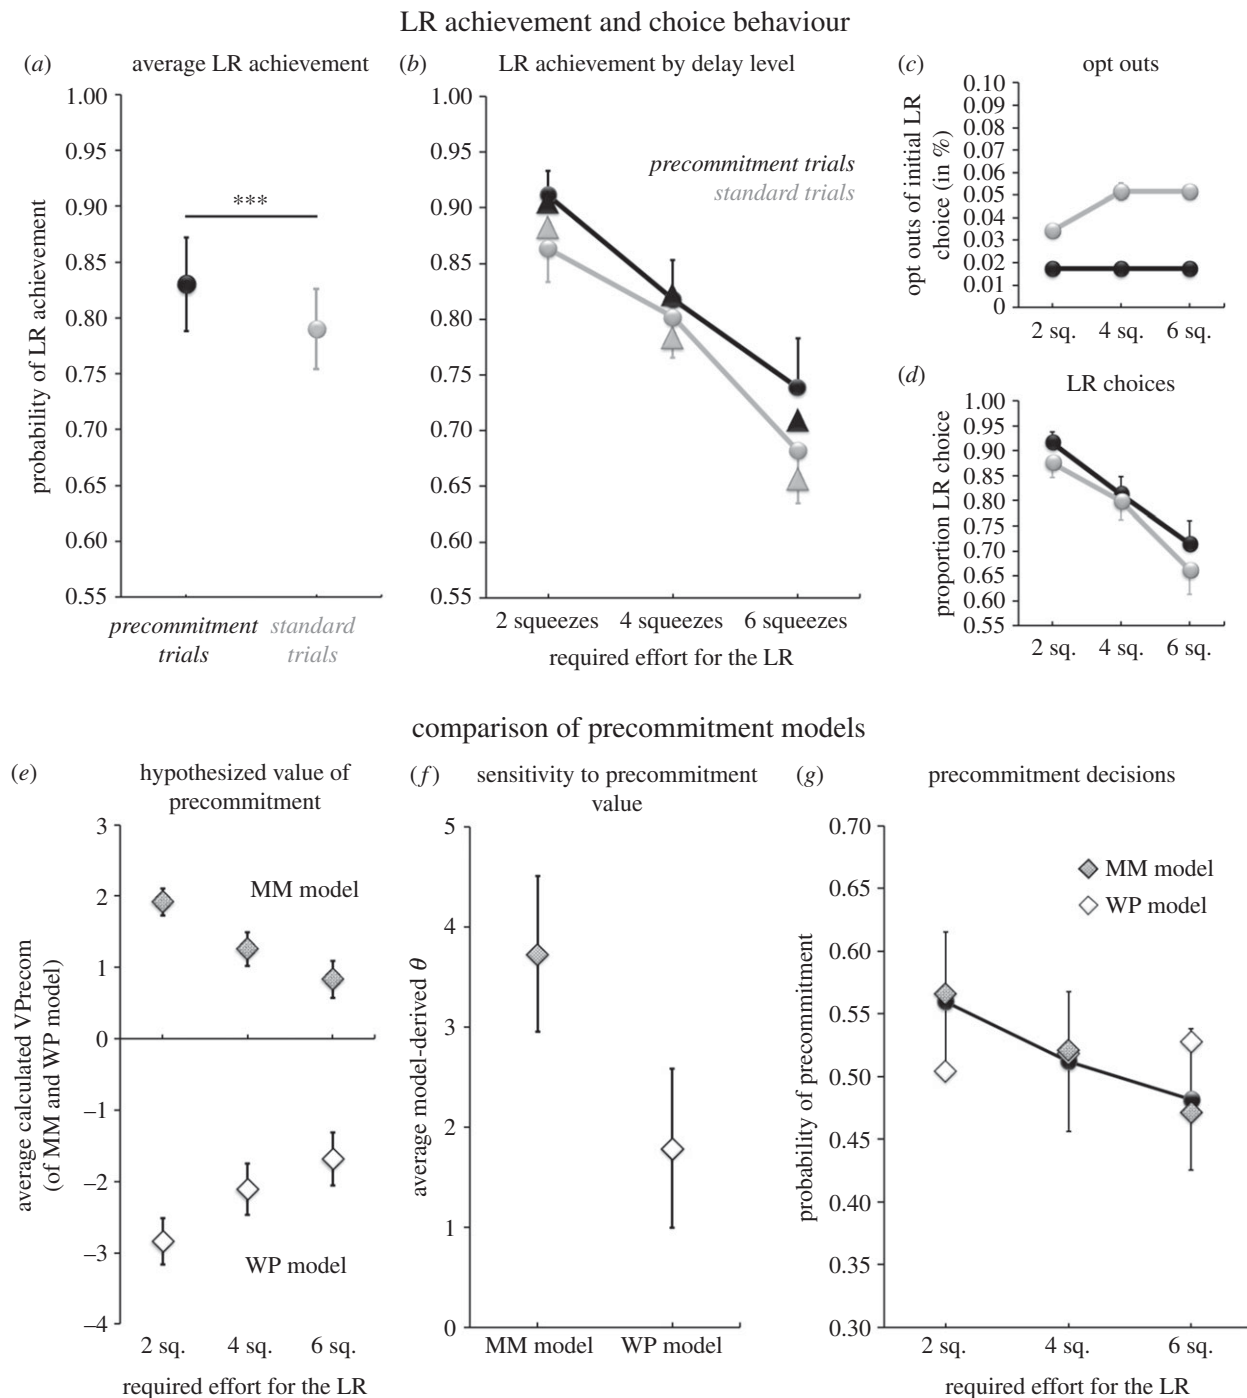 LR achievement and choice behaviour
(a)
average LR achievement
probability of LR achievement
1.00
0.95
0.90
0.85
0.80
0.75
0.70
0.65
0.60
0.55
***
precommitment
trials
standard
trials
(b)
LR achievement by delay level
1.00
0.95
0.90
0.85
0.80
0.75
0.70
0.65
0.60
0.55
precommitment trials
standard trials
2 squeezes
4 squeezes
6 squeezes
required effort for the LR
(c)
opt outs
opt outs of initial LR
choice (in %)
0.10
0.09
0.08
0.07
0.06
0.05
0.04
0.03
0.02
0.01
0
2 sq.
4 sq.
6 sq.
(d)
LR choices
proportion LR choice
1.00
0.95
0.90
0.85
0.80
0.75
0.70
0.65
0.60
0.55
2 sq.
4 sq.
6 sq.
comparison of precommitment models
(e)
hypothesized value of
precommitment
average calculated VPrecom
(of MM and WP model)
3
2
1
0
−1
−2
−3
−4
MM model
WP model
2 sq.
4 sq.
6 sq.
required effort for the LR
(f)
sensitivity to precommitment
value
average model-derived θ
5
4
3
2
1
0
MM model
WP model
(g)
precommitment decisions
probability of precommitment
0.70
0.65
0.60
0.55
0.50
0.45
0.40
0.35
0.30
MM model
WP model
2 sq.
4 sq.
6 sq.
required effort for the LR